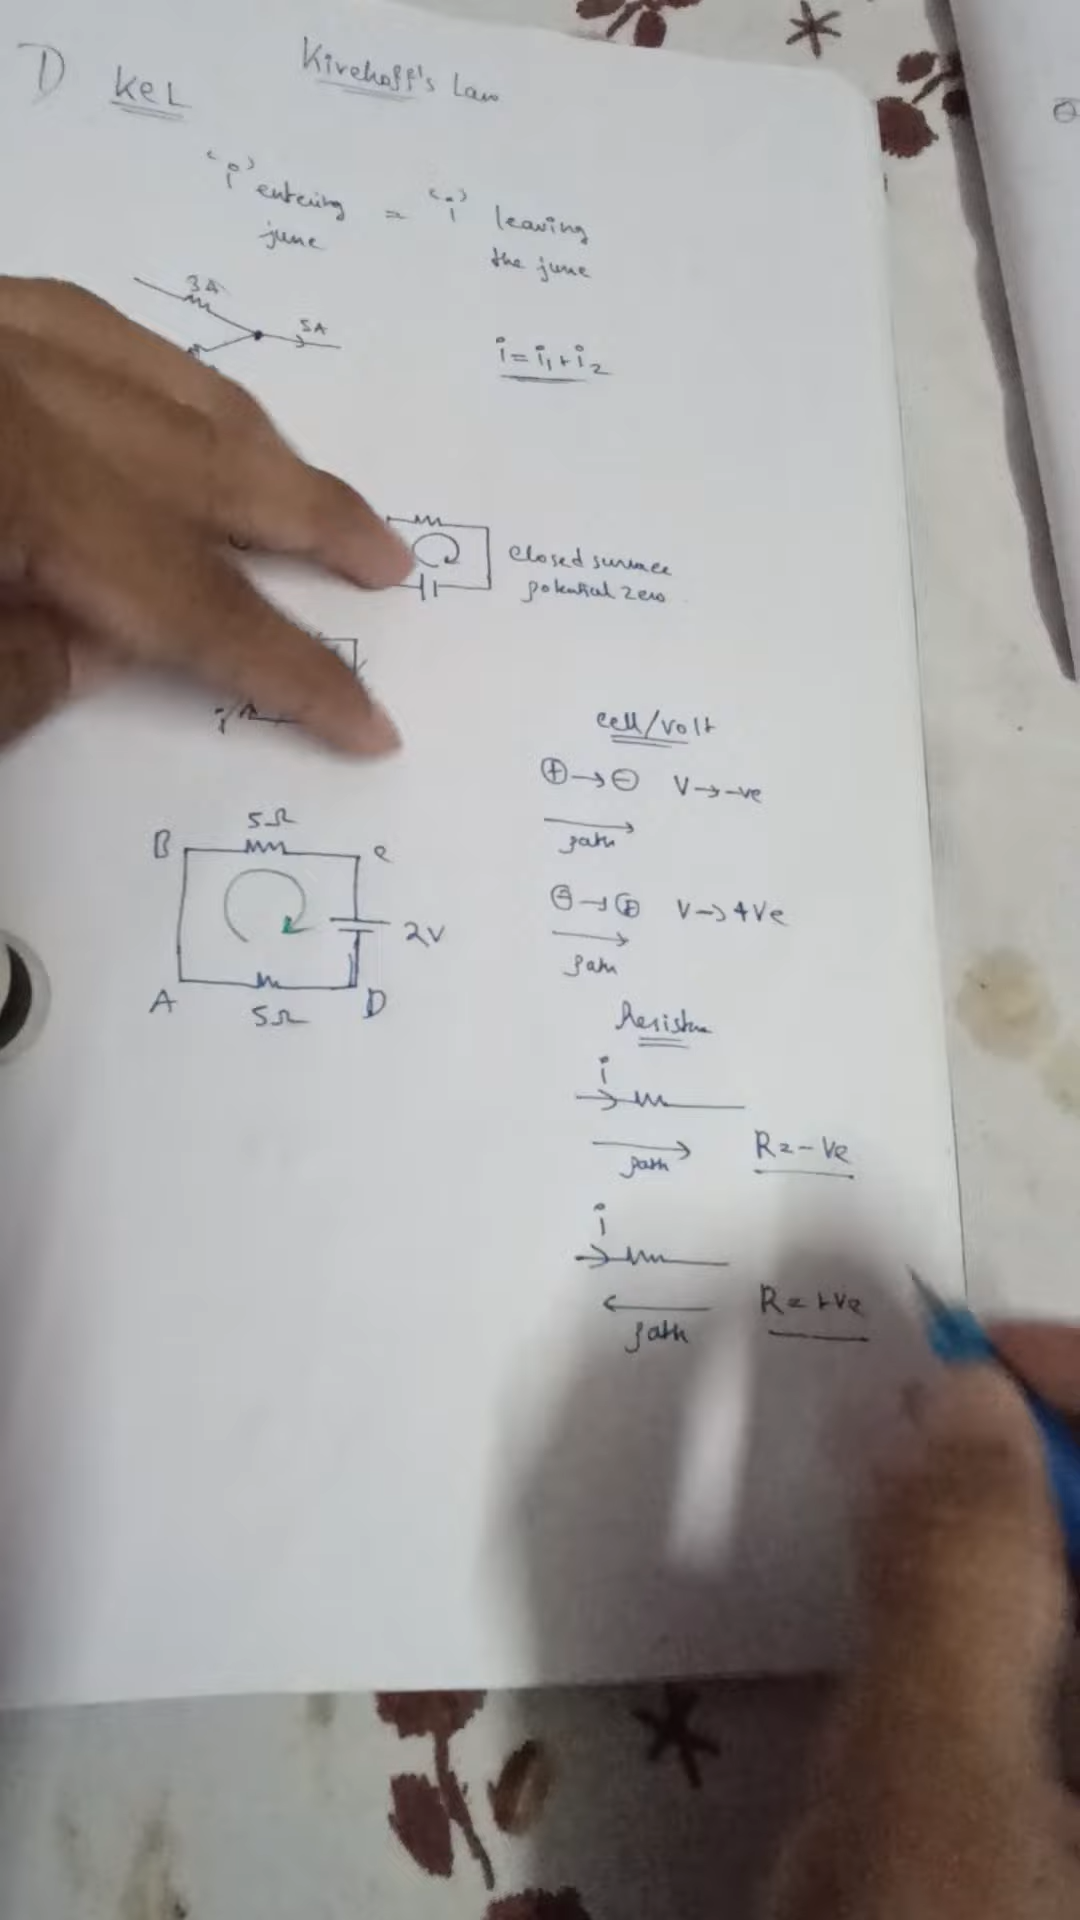 1) KCL
Kirchoff's Law
"i" entering junc = "i" leaving the junc
3A
5A
i = i₁ + i₂
Closed surface
potential zero
i
cell/volt
⊕→⊖ V→-ve
path
⊖→⊕ V→+ve
path
B 5Ω C
2V
A 5Ω D
i
path R=-ve
i
path R=+ve